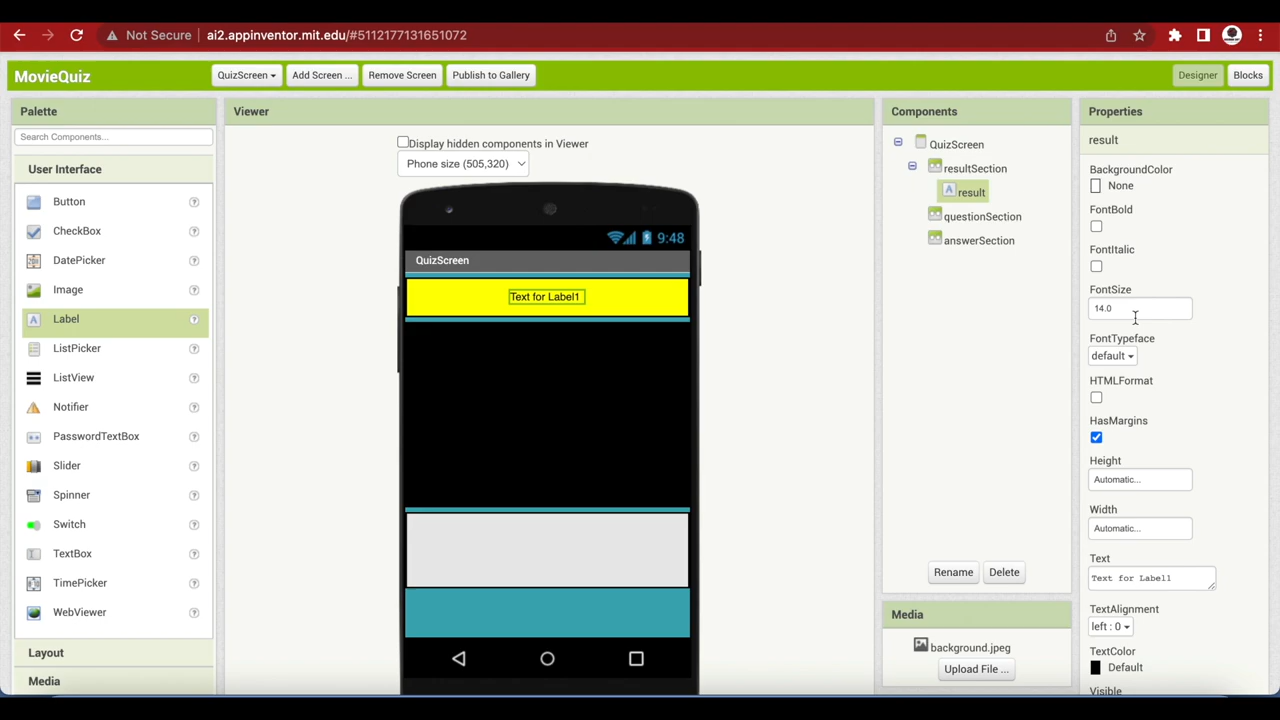 Not Secure | ai2.appinventor.mit.edu/#5112177131651072
MovieQuiz
QuizScreen
Add Screen ...
Remove Screen
Publish to Gallery
Designer
Blocks
Palette
Search Components...
User Interface
Button
CheckBox
DatePicker
Image
Label
ListPicker
ListView
Notifier
PasswordTextBox
Slider
Spinner
Switch
TextBox
TimePicker
WebViewer
Layout
Media
Viewer
Display hidden components in Viewer
Phone size (505,320)
9:48
QuizScreen
Text for Label1
Components
QuizScreen
resultSection
result
questionSection
answerSection
Rename
Delete
Media
background.jpeg
Upload File ...
Properties
result
BackgroundColor
None
FontBold
FontItalic
FontSize
14.0
FontTypeface
default
HTMLFormat
HasMargins
Height
Automatic...
Width
Automatic...
Text
Text for Label1
TextAlignment
left : 0
TextColor
Default
Visible